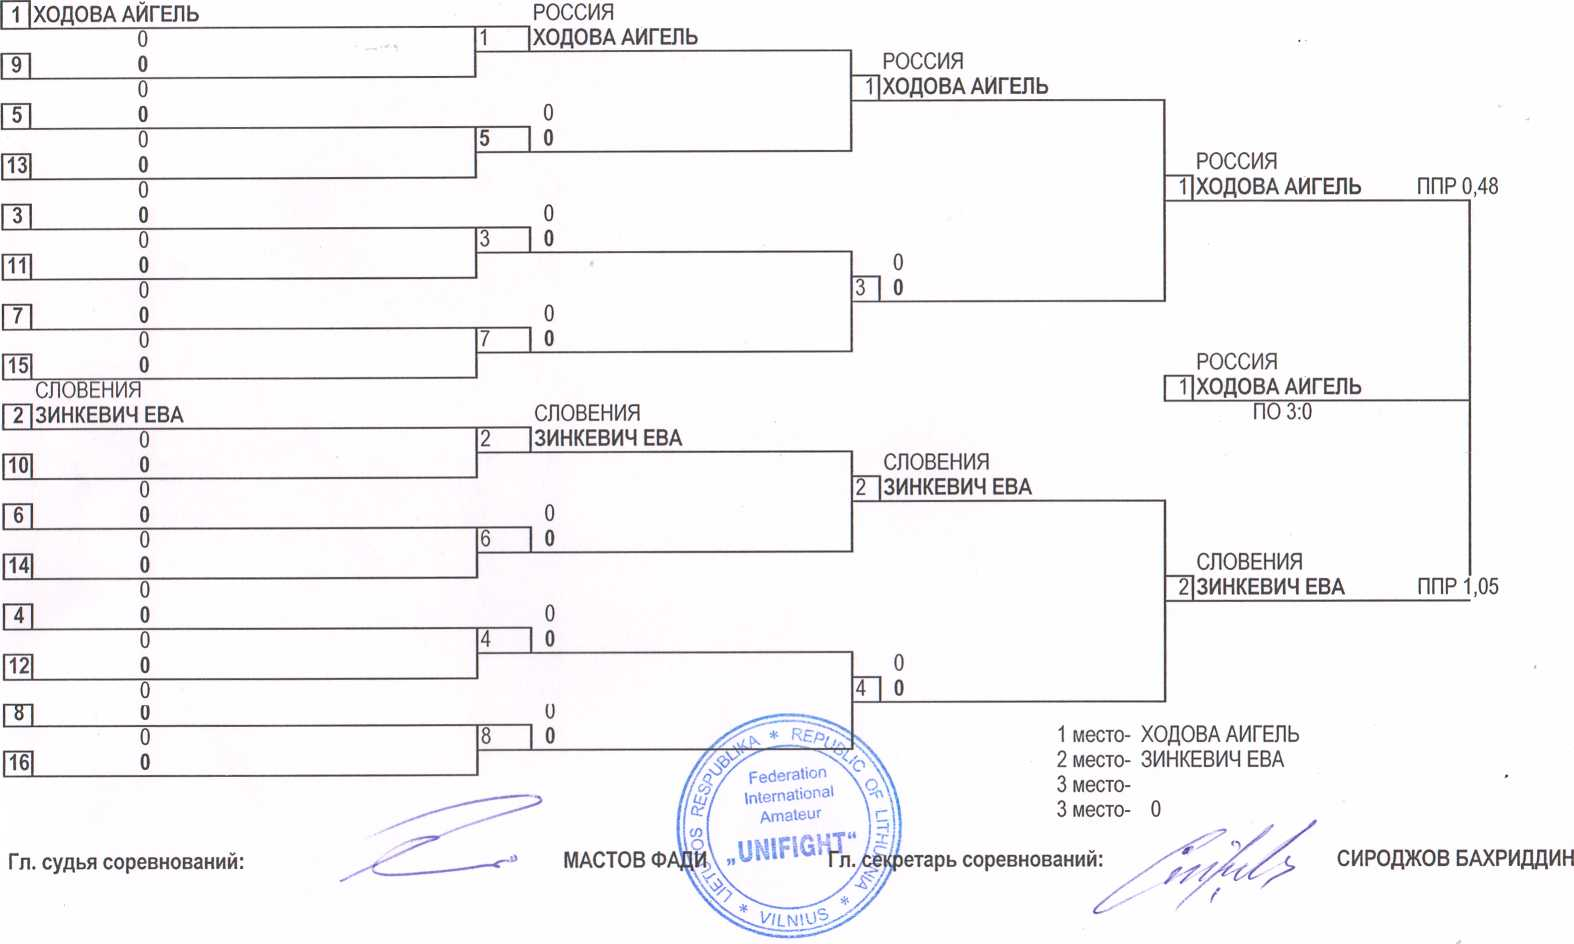 1 ХОДОВА АЙГЕЛЬ
0
9 0
0
5 0
0
13 0
0
3 0
0
11 0
0
7 0
0
15 0
СЛОВЕНИЯ
2 ЗИНКЕВИЧ ЕВА
0
10 0
0
6 0
0
14 0
0
4 0
0
12 0
0
8 0
0
16 0
РОССИЯ
1 ХОДОВА АЙГЕЛЬ
0
5 0
0
3 0
0
7 0
СЛОВЕНИЯ
2 ЗИНКЕВИЧ ЕВА
0
6 0
0
4 0
0
8 0
РОССИЯ
1 ХОДОВА АЙГЕЛЬ
0
3 0
СЛОВЕНИЯ
2 ЗИНКЕВИЧ ЕВА
0
4 0
РОССИЯ
1 ХОДОВА АЙГЕЛЬ ППР 0,48
РОССИЯ
1 ХОДОВА АЙГЕЛЬ
ПО 3:0
СЛОВЕНИЯ
2 ЗИНКЕВИЧ ЕВА ППР 1,05
1 место- ХОДОВА АЙГЕЛЬ
2 место- ЗИНКЕВИЧ ЕВА
3 место-
3 место- 0
Гл. судья соревнований: МАСТОВ ФАДИ Гл. секретарь соревнований: СИРОДЖОВ БАХРИДДИН
LIETUVOS RESPUBLIKA * REPUBLIC OF LITHUANIA * VILNIUS *
Federation
International
Amateur
„UNIFIGHT“